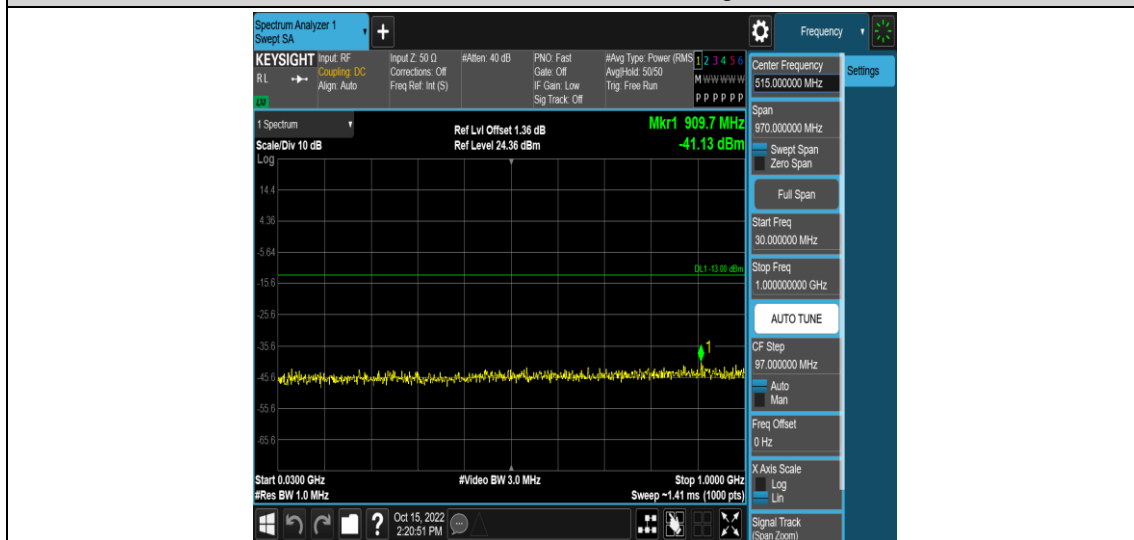 Spectrum Analyzer 1
Swept SA
+
Frequency
KEYSIGHT
RL
LXI
Input: RF
Coupling: DC
Align: Auto
Input Z: 50 Ω
Corrections: Off
Freq Ref: Int (S)
#Atten: 40 dB
PNO: Fast
Gate: Off
IF Gain: Low
Sig Track: Off
#Avg Type: Power (RMS
Avg|Hold: 50/50
Trig: Free Run
1 2 3 4 5 6
M W W W W W
P P P P P P
1 Spectrum
Scale/Div 10 dB
Log
Ref Lvl Offset 1.36 dB
Ref Level 24.36 dBm
Mkr1 909.7 MHz
-41.13 dBm
14.4
4.36
-5.64
DL1 -13.00 dBm
-15.6
-25.6
-35.6
1
-45.6
-55.6
-65.6
Start 0.0300 GHz
#Res BW 1.0 MHz
#Video BW 3.0 MHz
Stop 1.0000 GHz
Sweep ~1.41 ms (1000 pts)
Center Frequency
515.000000 MHz
Settings
Span
970.000000 MHz
Swept Span
Zero Span
Full Span
Start Freq
30.000000 MHz
Stop Freq
1.000000000 GHz
AUTO TUNE
CF Step
97.000000 MHz
Auto
Man
Freq Offset
0 Hz
X Axis Scale
Log
Lin
Signal Track
(Span Zoom)
?
Oct 15, 2022
2:20:51 PM